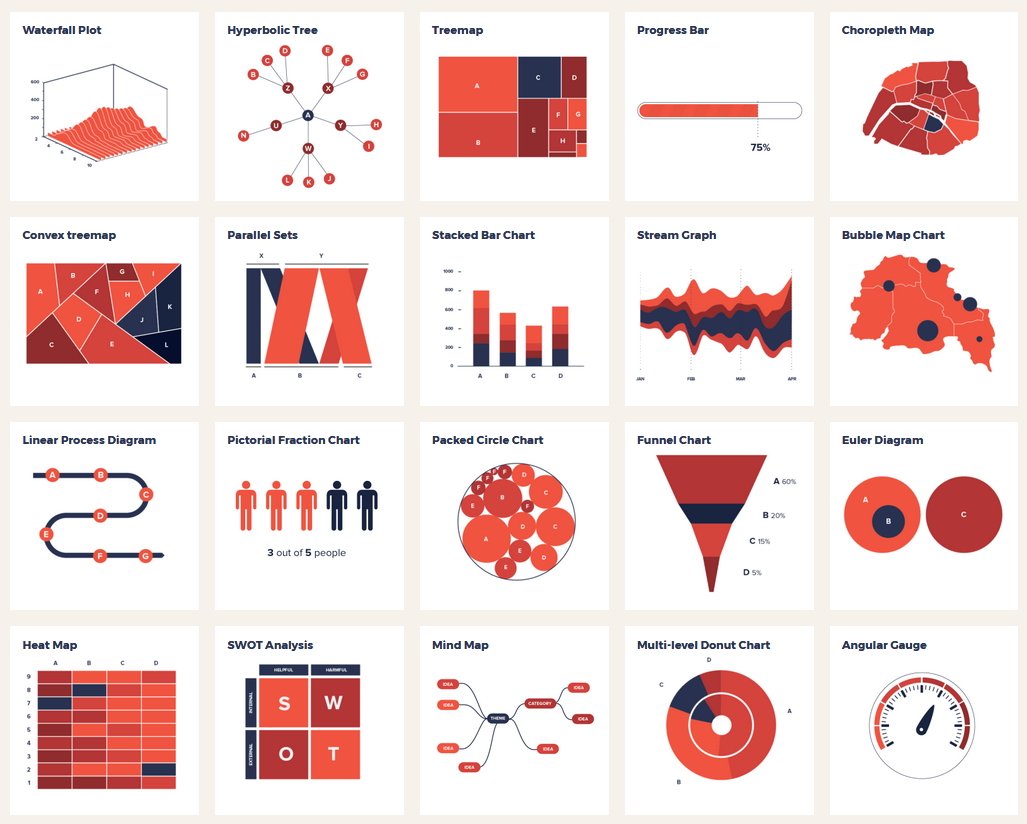 Waterfall Plot
600
400
200
2
4
6
8
10
Hyperbolic Tree
D
E
C
F
B
G
Z
X
A
U
Y
H
N
W
I
L
K
J
Treemap
A
C
D
F
G
E
B
H
Progress Bar
75%
Choropleth Map
Convex treemap
G
I
B
A
F
H
K
D
J
C
E
L
Parallel Sets
X Y
A B C
Stacked Bar Chart
1000
800
600
400
200
0
A B C D
Stream Graph
JAN FEB MAR APR
Bubble Map Chart
Linear Process Diagram
A B
C
D
E
F G
Pictorial Fraction Chart
3 out of 5 people
Packed Circle Chart
F
F
F
D
F
F
C
B
E
F
D
C
A
E
D
E
Funnel Chart
A 60%
B 20%
C 15%
D 5%
Euler Diagram
A
B
C
Heat Map
A B C D
9
8
7
6
5
4
3
2
1
SWOT Analysis
HELPFUL HARMFUL
INTERNAL
S W
EXTERNAL
O T
Mind Map
IDEA
IDEA
IDEA
CATEGORY
THEME
IDEA
IDEA
IDEA
IDEA
Multi-level Donut Chart
D
C
A
B
Angular Gauge